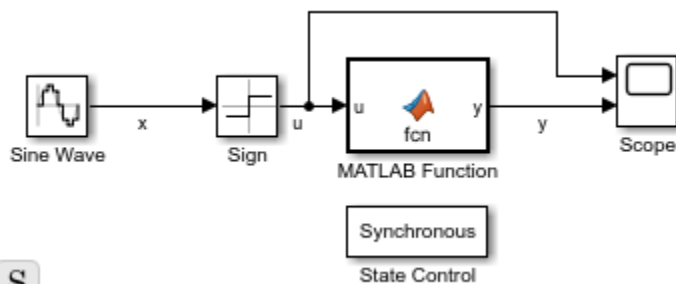 x
u
u
fcn
y
y
Sine Wave
Sign
MATLAB Function
Scope
Synchronous
State Control
S